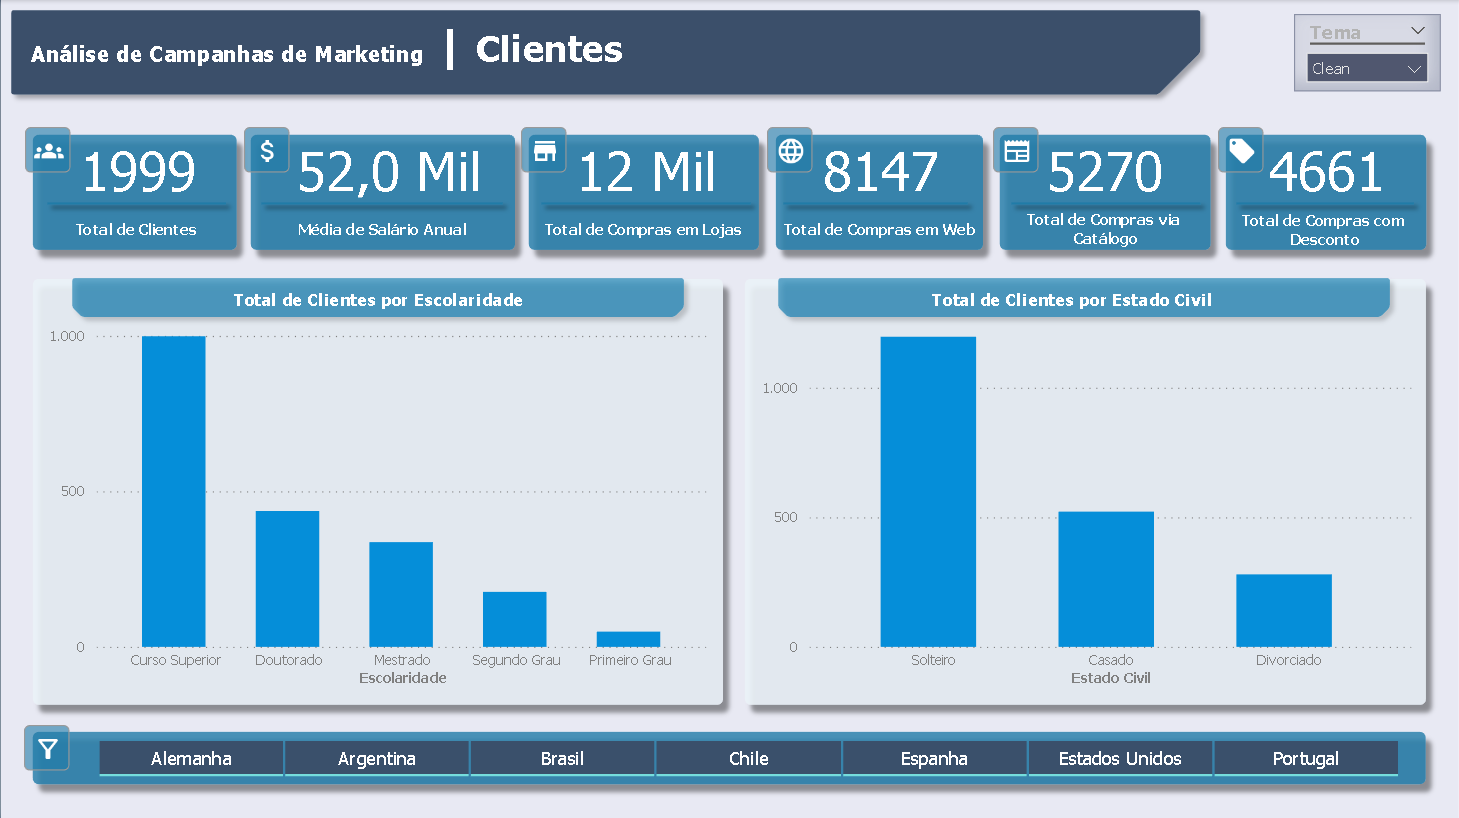 Análise de Campanhas de Marketing | Clientes
Tema
Clean
1999
Total de Clientes
$
52,0 Mil
Média de Salário Anual
12 Mil
Total de Compras em Lojas
8147
Total de Compras em Web
5270
Total de Compras via
Catálogo
4661
Total de Compras com
Desconto
Total de Clientes por Escolaridade
1.000
500
0
Curso Superior
Doutorado
Mestrado
Segundo Grau
Primeiro Grau
Escolaridade
Total de Clientes por Estado Civil
1.000
500
0
Solteiro
Casado
Divorciado
Estado Civil
Alemanha
Argentina
Brasil
Chile
Espanha
Estados Unidos
Portugal